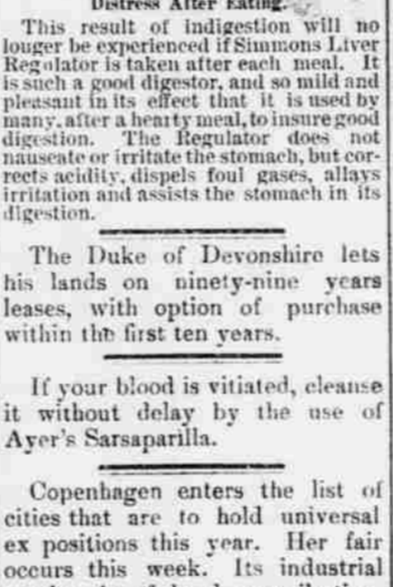 Distress After Eating.
This result of indigestion will no
longer be experienced if Simmons Liver
Regulator is taken after each meal. It
is such a good digestor, and so mild and
pleasant in its effect that it is used by
many, after a hearty meal, to insure good
digestion. The Regulator does not
nauseate or irritate the stomach, but cor-
rects acidity, dispels foul gases, allays
irritation and assists the stomach in its
digestion.
The Duke of Devonshire lets
his lands on ninety-nine years
leases, with option of purchase
within the first ten years.
If your blood is vitiated, cleanse
it without delay by the use of
Ayer's Sarsaparilla.
Copenhagen enters the list of
cities that are to hold universal
ex positions this year. Her fair
occurs this week. Its industrial